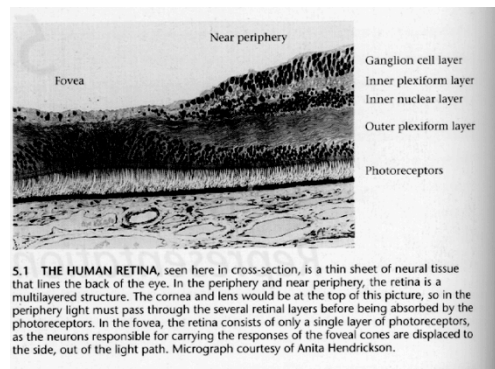 Near periphery
Fovea
Ganglion cell layer
Inner plexiform layer
Inner nuclear layer
Outer plexiform layer
Photoreceptors
5.1 THE HUMAN RETINA, seen here in cross-section, is a thin sheet of neural tissue
that lines the back of the eye. In the periphery and near periphery, the retina is a
multilayered structure. The cornea and lens would be at the top of this picture, so in the
periphery light must pass through the several retinal layers before being absorbed by the
photoreceptors. In the fovea, the retina consists of only a single layer of photoreceptors,
as the neurons responsible for carrying the responses of the foveal cones are displaced to
the side, out of the light path. Micrograph courtesy of Anita Hendrickson.